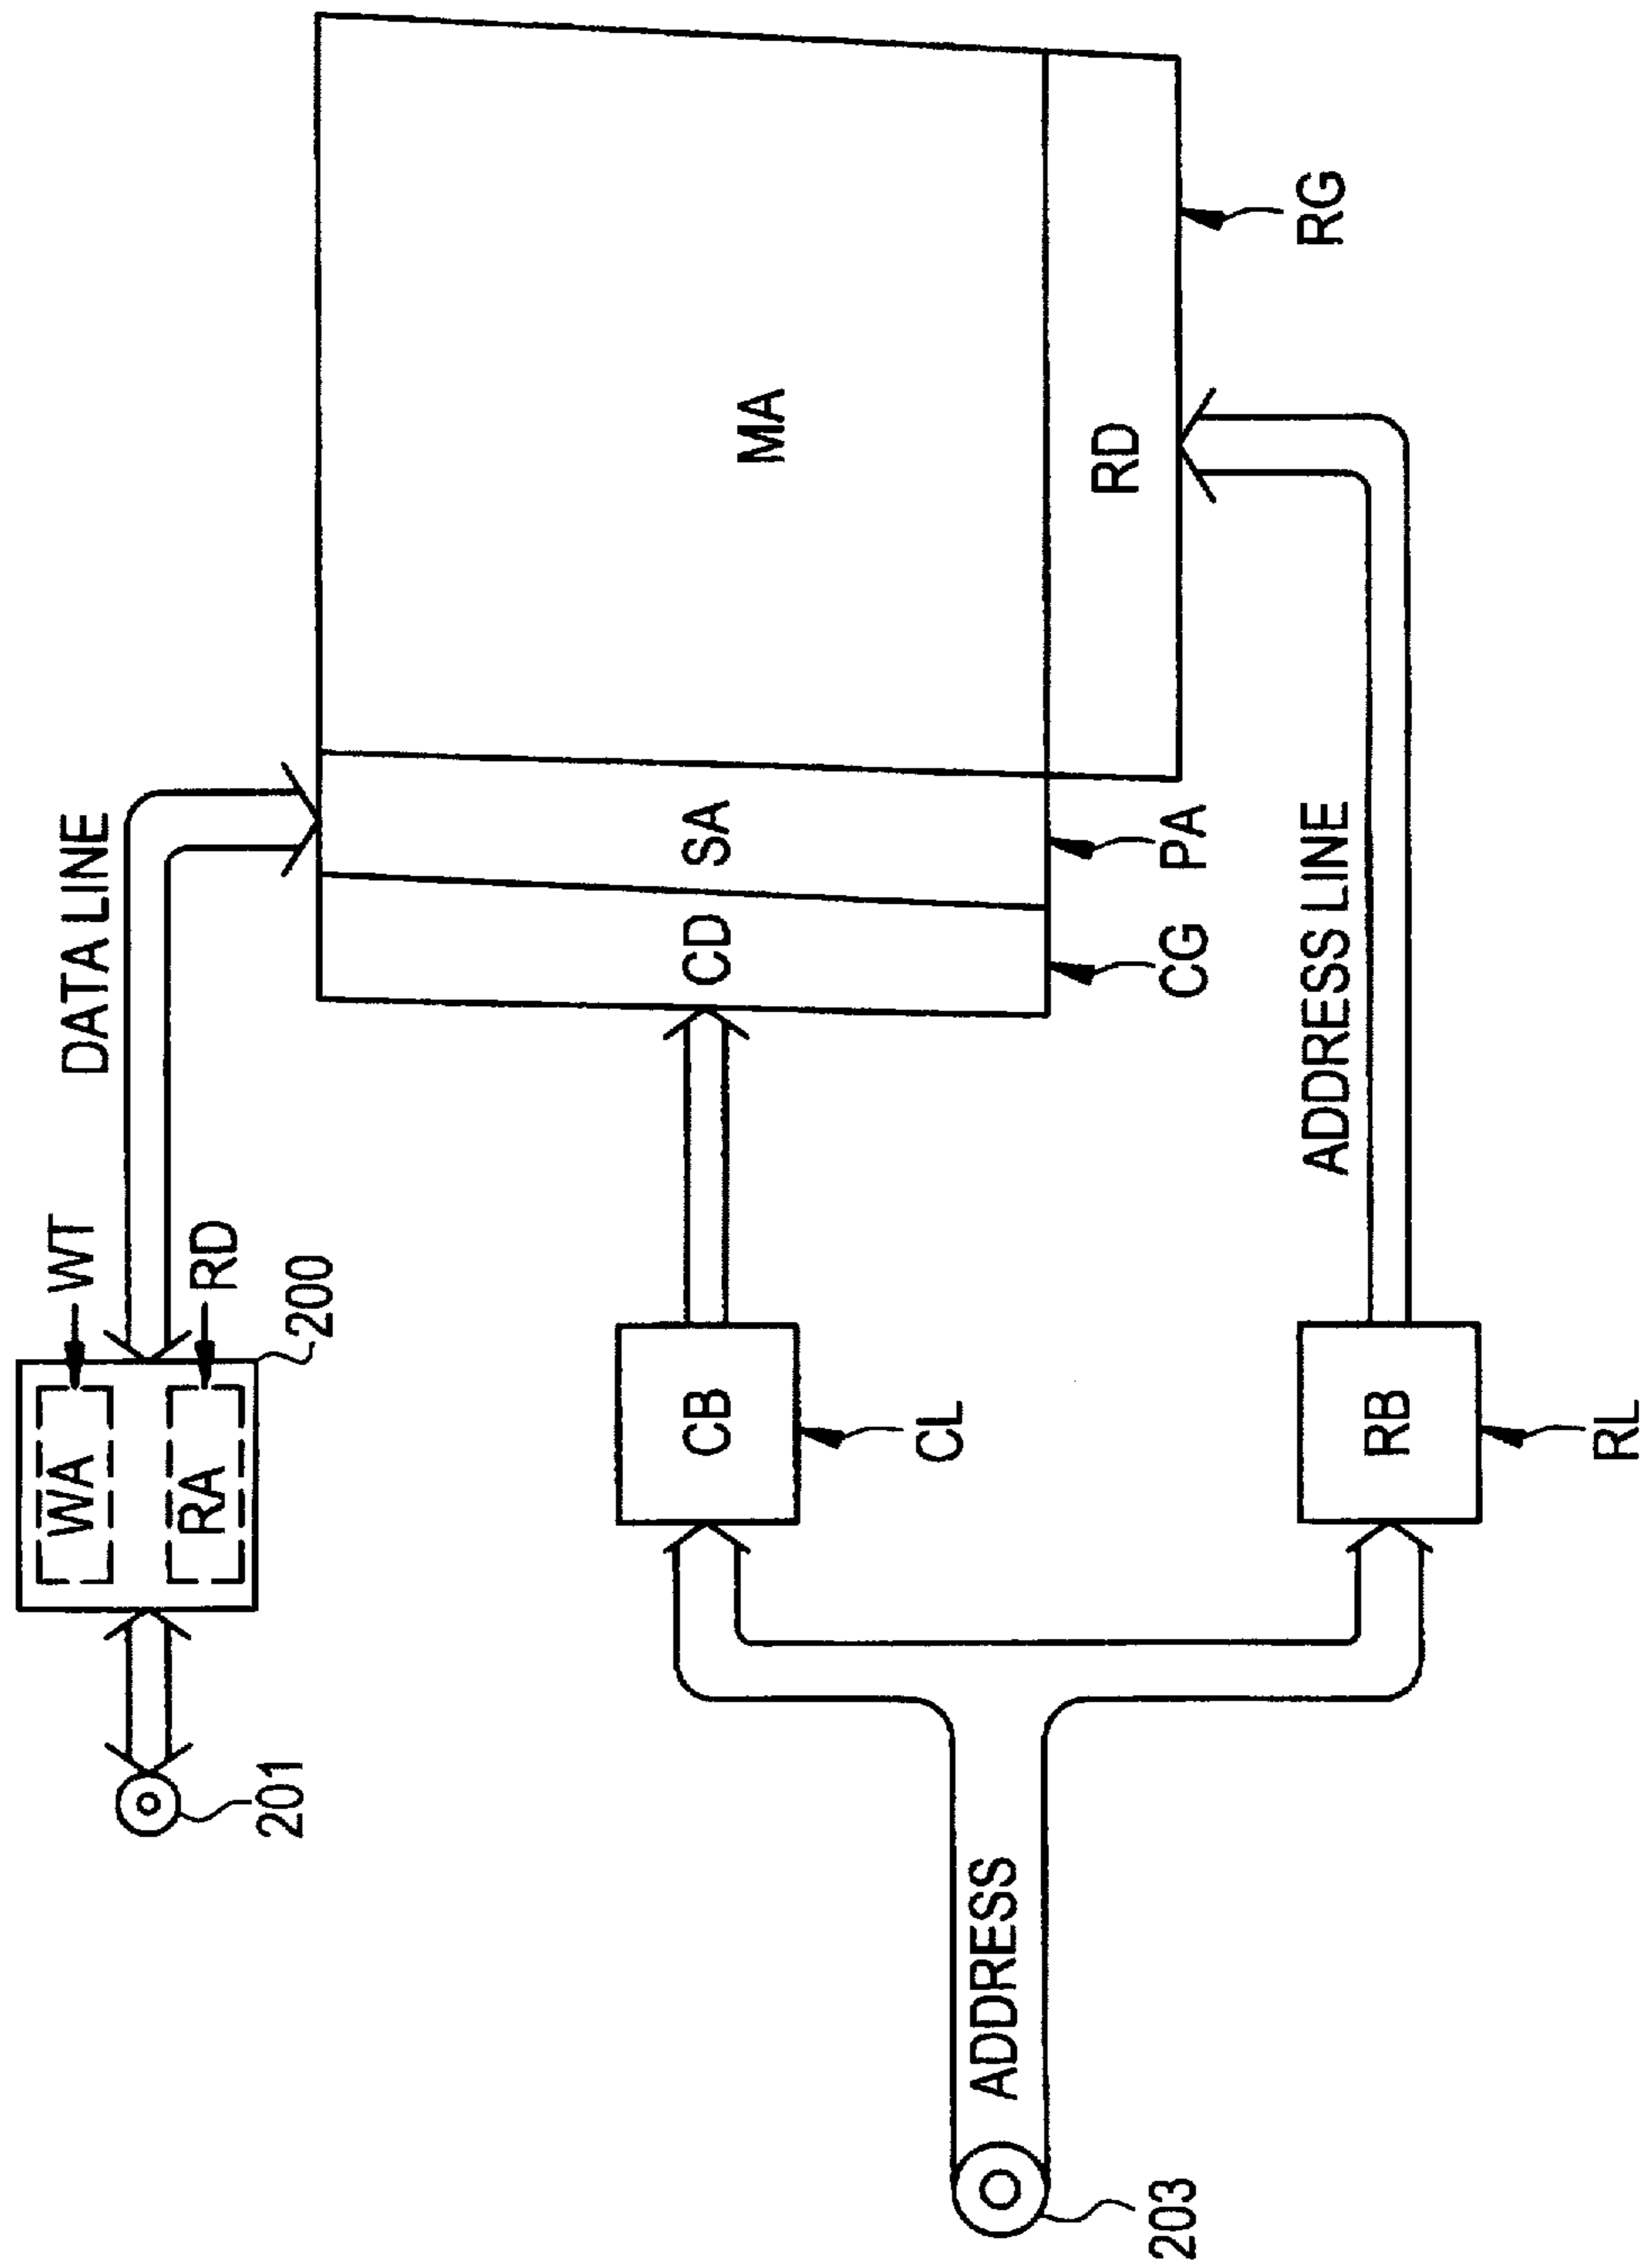 WA
WT
DATA LINE
RA
RD
201
200
CB
CD
SA
MA
CL
ADDRESS
RD
203
CG
PA
ADDRESS LINE
RG
RB
RL